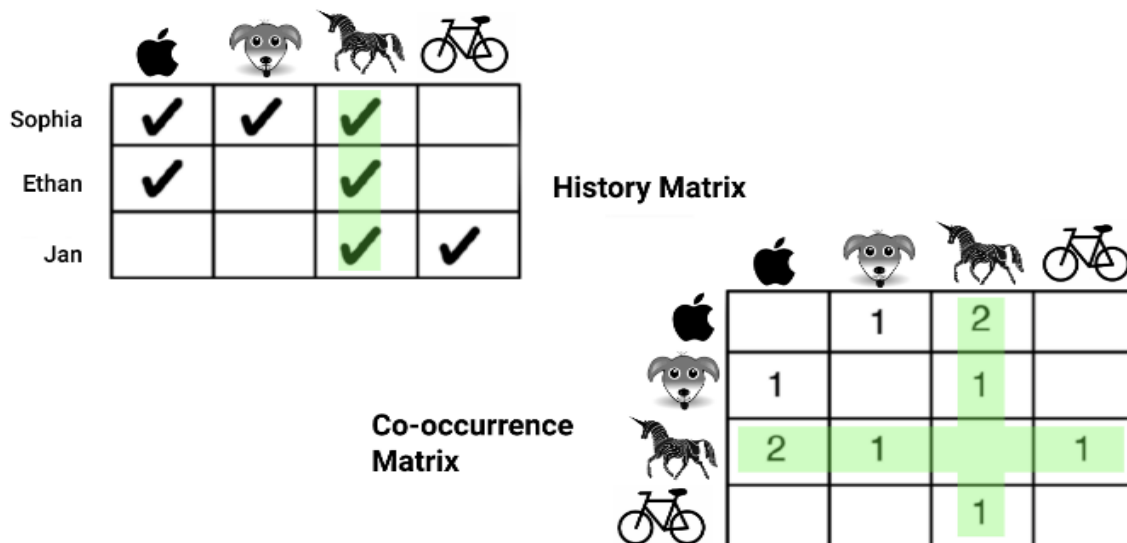 Sophia
Ethan
Jan
History Matrix
1 2
1 1
Co-occurrence
Matrix
2 1 1
1